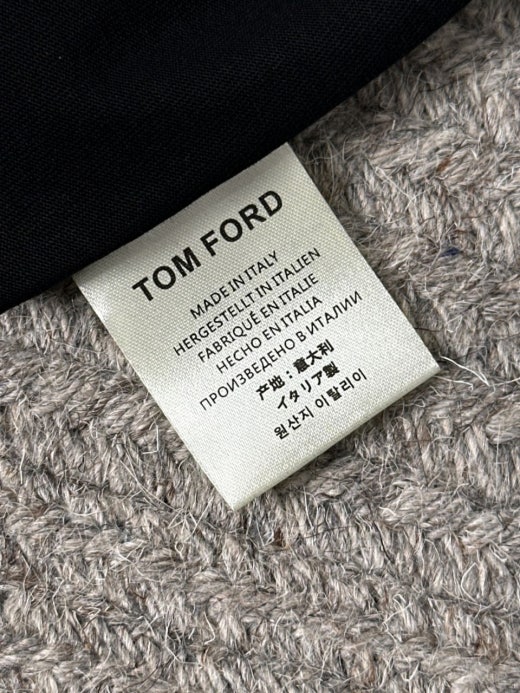 TOM FORD
MADE IN ITALY
HERGESTELLT IN ITALIEN
FABRIQUÉ EN ITALIE
HECHO EN ITALIA
ПРОИЗВЕДЕНО В ИТАЛИИ
产地：意大利
イタリア製
원산지 이탈리이